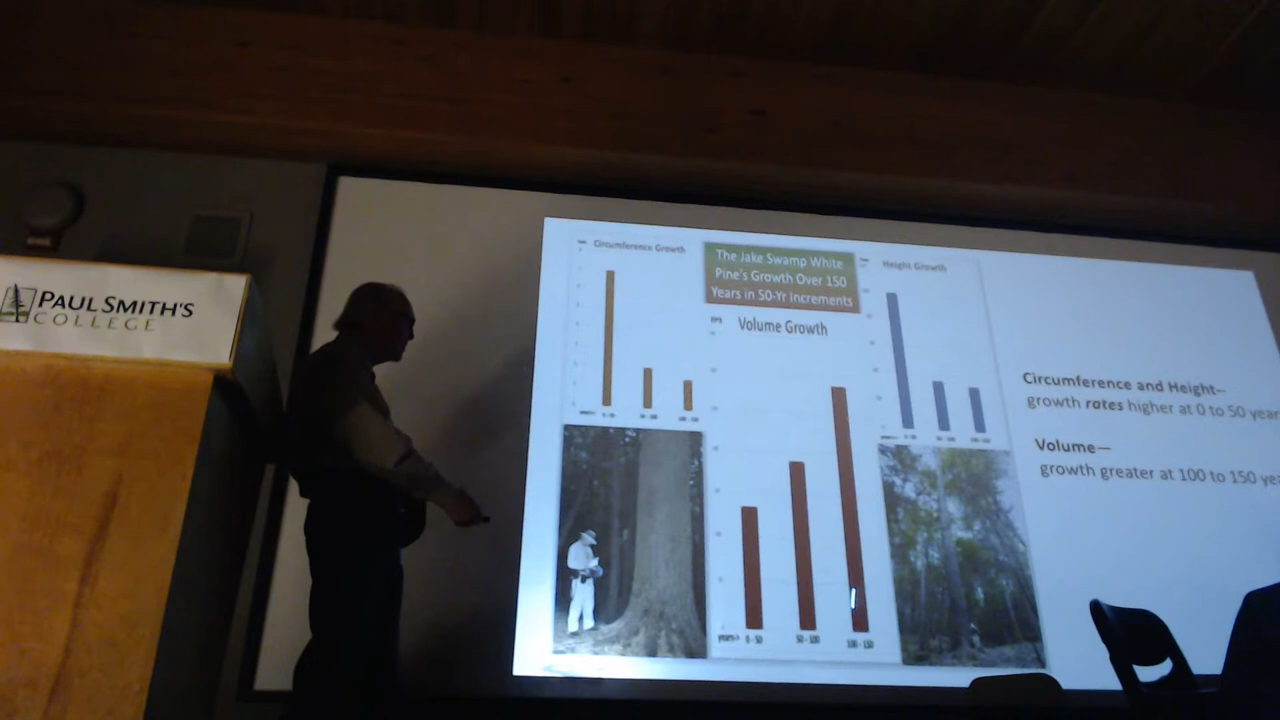 PAUL SMITH'S
COLLEGE
Circumference Growth
The Jake Swamp White
Pine's Growth Over 150
Years in 50-Yr Increments
Height Growth
Volume Growth
Circumference and Height--
growth rates higher at 0 to 50 year
Volume—
growth greater at 100 to 150
years-> 0 - 50 50 - 100 100 - 150